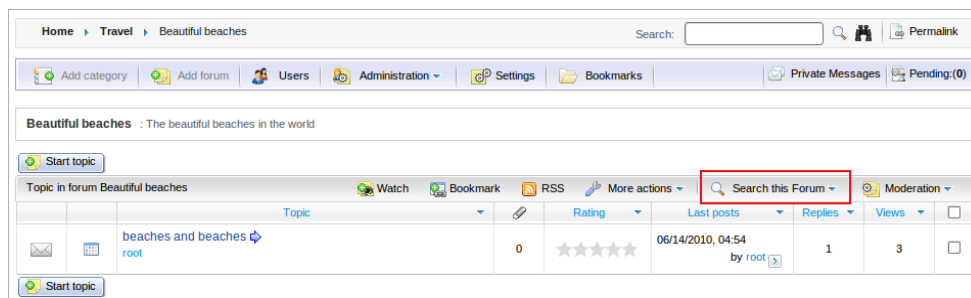 Home Travel Beautiful beaches Search: Permalink
Add category Add forum Users Administration Settings Bookmarks Private Messages Pending:(0)
Beautiful beaches : The beautiful beaches in the world
Start topic
Topic in forum Beautiful beaches Watch Bookmark RSS More actions Search this Forum Moderation
Topic Rating Last posts Replies Views
beaches and beaches 0 06/14/2010, 04:54 1 3
root by root
Start topic